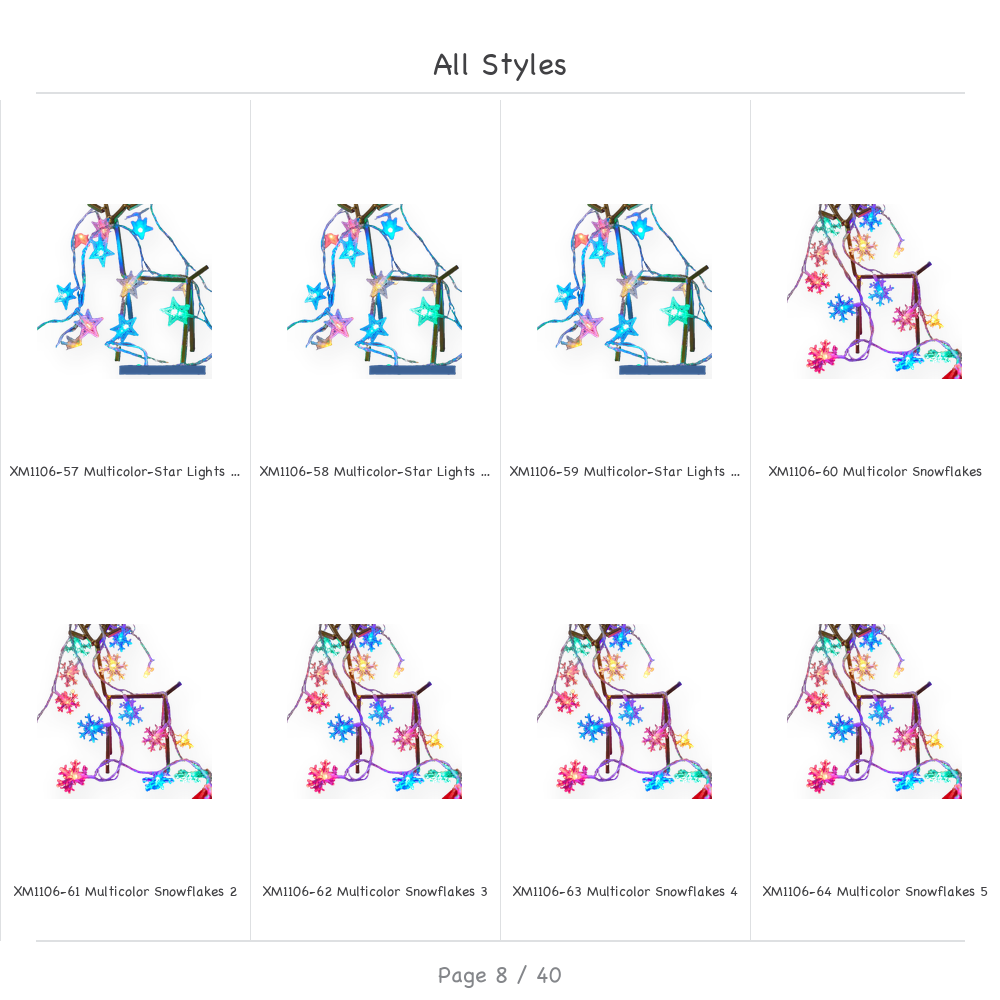 All Styles
XM1106-57 Multicolor-Star Lights ...
XM1106-58 Multicolor-Star Lights ...
XM1106-59 Multicolor-Star Lights ...
XM1106-60 Multicolor Snowflakes
XM1106-61 Multicolor Snowflakes 2
XM1106-62 Multicolor Snowflakes 3
XM1106-63 Multicolor Snowflakes 4
XM1106-64 Multicolor Snowflakes 5
Page 8 / 40